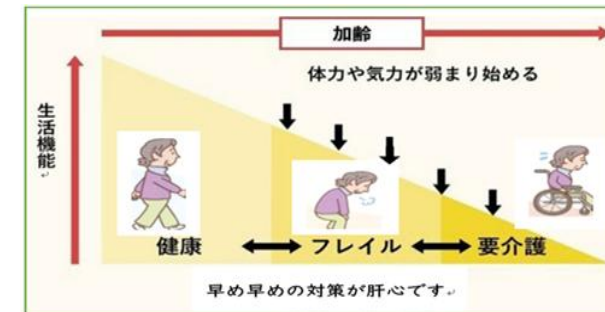 加齢
体力や気力が弱まり始める
生活機能
健康
フレイル
要介護
早め早めの対策が肝心です